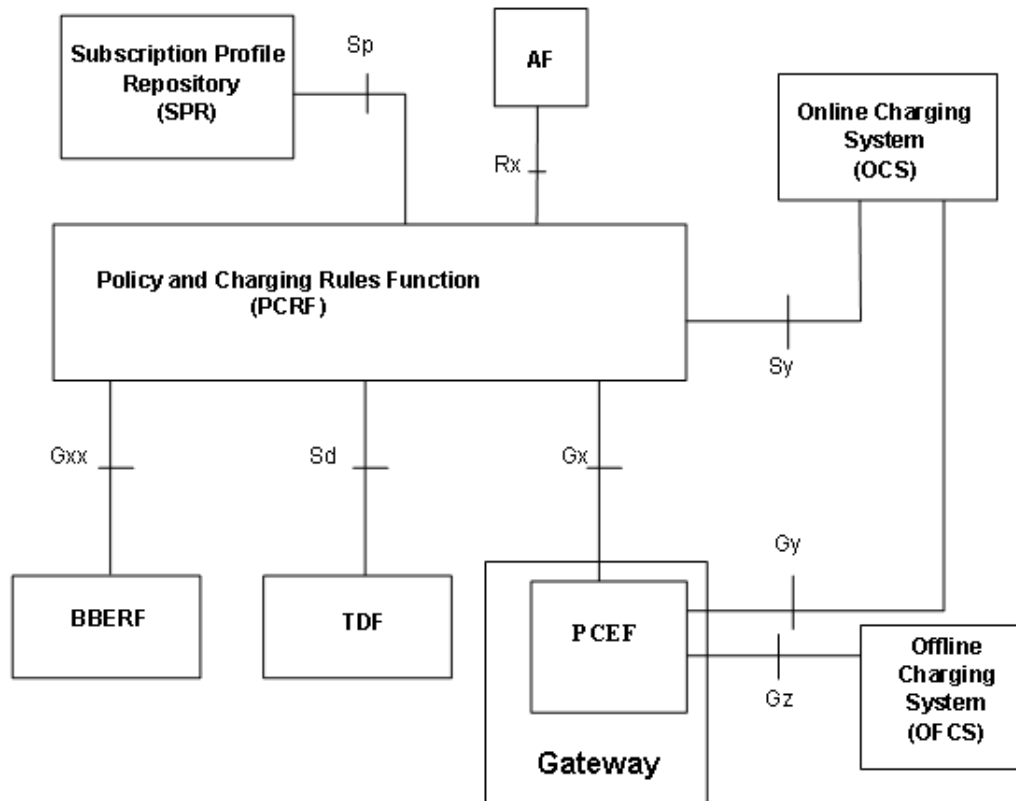 Subscription Profile
Repository
(SPR)
Sp
AF
Online Charging
System
(OCS)
Rx
Policy and Charging Rules Function
(PCRF)
Sy
Gxx
Sd
Gx
Gy
BBERF
TDF
PCEF
Offline
Charging
System
(OFCS)
Gz
Gateway